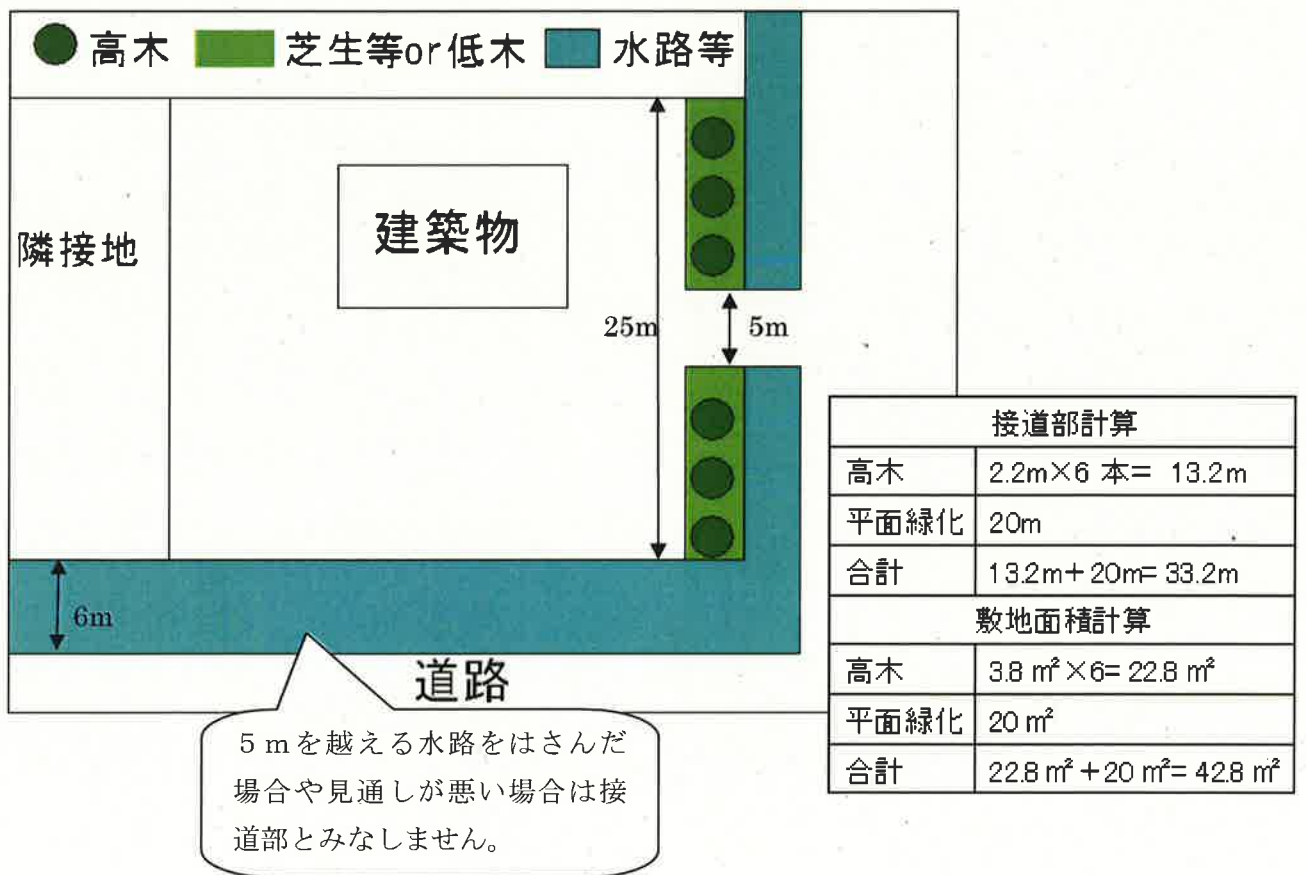 高木 芝生等or低木 水路等
隣接地
建築物
25m
5m
6m
道路
５ｍを越える水路をはさんだ
場合や見通しが悪い場合は接
道部とみなしません。
接道部計算
高木 2.2m×6 本= 13.2m
平面緑化 20m
合計 13.2m+20m=33.2m
敷地面積計算
高木 3.8 ㎡×6=22.8 ㎡
平面緑化 20 ㎡
合計 22.8 ㎡+20 ㎡=42.8 ㎡